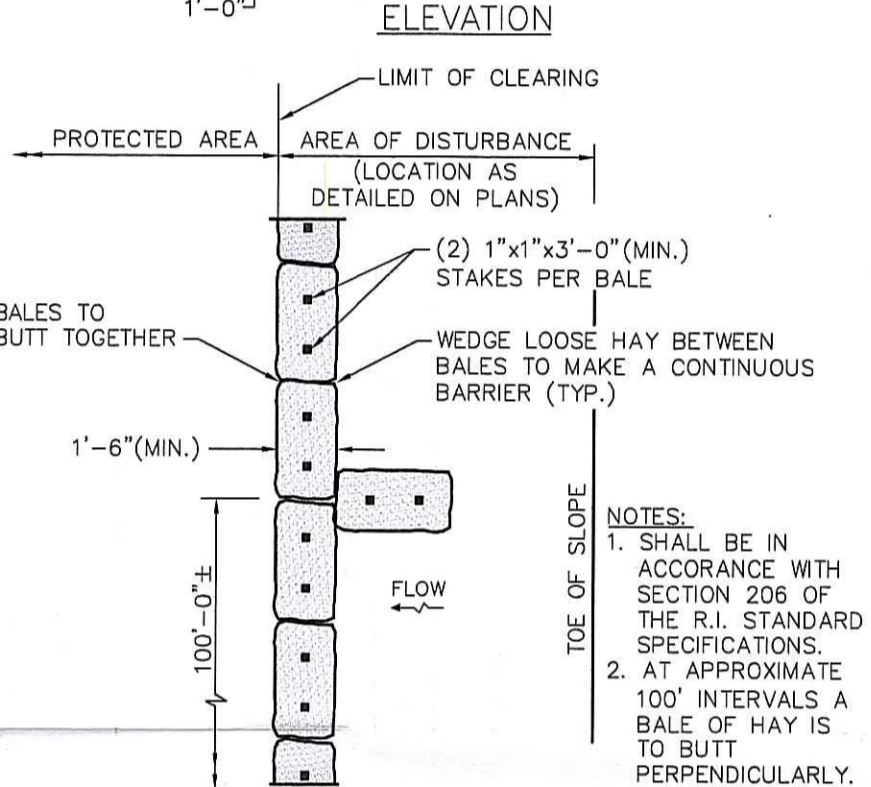 1'-0"
ELEVATION
LIMIT OF CLEARING
PROTECTED AREA
AREA OF DISTURBANCE
(LOCATION AS
DETAILED ON PLANS)
(2) 1"x1"x3'-0"(MIN.)
STAKES PER BALE
BALES TO
BUTT TOGETHER
WEDGE LOOSE HAY BETWEEN
BALES TO MAKE A CONTINUOUS
BARRIER (TYP.)
1'-6"(MIN.)
100'-0"±
FLOW
TOE OF SLOPE
NOTES:
1. SHALL BE IN
ACCORANCE WITH
SECTION 206 OF
THE R.I. STANDARD
SPECIFICATIONS.
2. AT APPROXIMATE
100' INTERVALS A
BALE OF HAY IS
TO BUTT
PERPENDICULARLY.